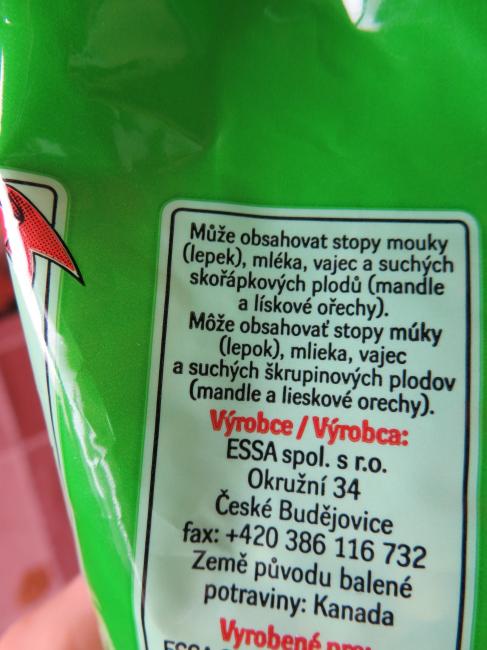 Může obsahovat stopy mouky
(lepek), mléka, vajec a suchých
skořápkových plodů (mandle
a lískové ořechy).
Môže obsahovať stopy múky
(lepok), mlieka, vajec
a suchých škrupinových plodov
(mandle a lieskové orechy).
Výrobce / Výrobca:
ESSA spol. s r.o.
Okružní 34
České Budějovice
fax: +420 386 116 732
Země původu balené
potraviny: Kanada
Vyrobené pro: